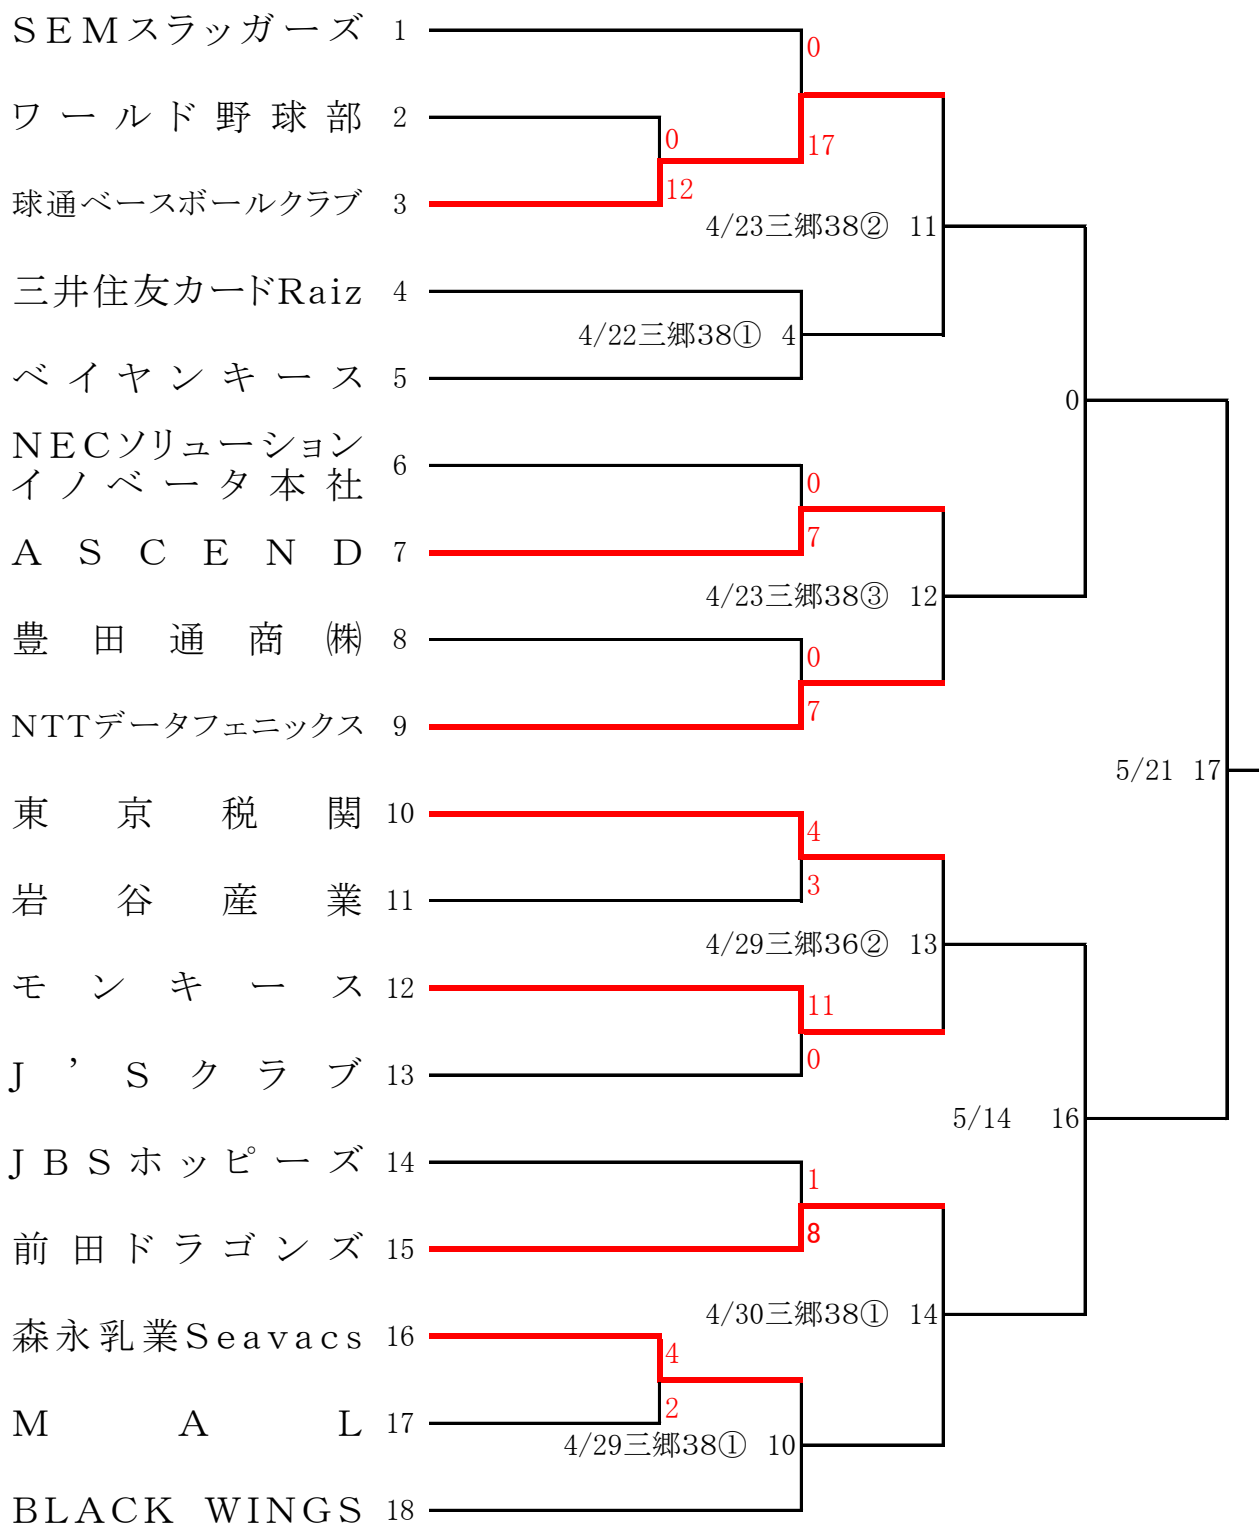 SEMスラッガーズ 1
0
ワールド野球部 2
0
17
12
球通ベースボールクラブ 3
4/23三郷38② 11
三井住友カードRaiz 4
4/22三郷38① 4
ベイヤンキース 5
0
NECソリューション
イノベータ本社 6
0
7
ASCEND 7
4/23三郷38③ 12
豊田通商㈱ 8
0
7
NTTデータフェニックス 9
5/21 17
東京税関 10
4
3
岩谷産業 11
4/29三郷36② 13
モンキース 12
11
0
J’Sクラブ 13
5/14 16
JBSホッピーズ 14
1
8
前田ドラゴンズ 15
4/30三郷38① 14
森永乳業Seavacs 16
4
2
MAL 17
4/29三郷38① 10
BLACK WINGS 18